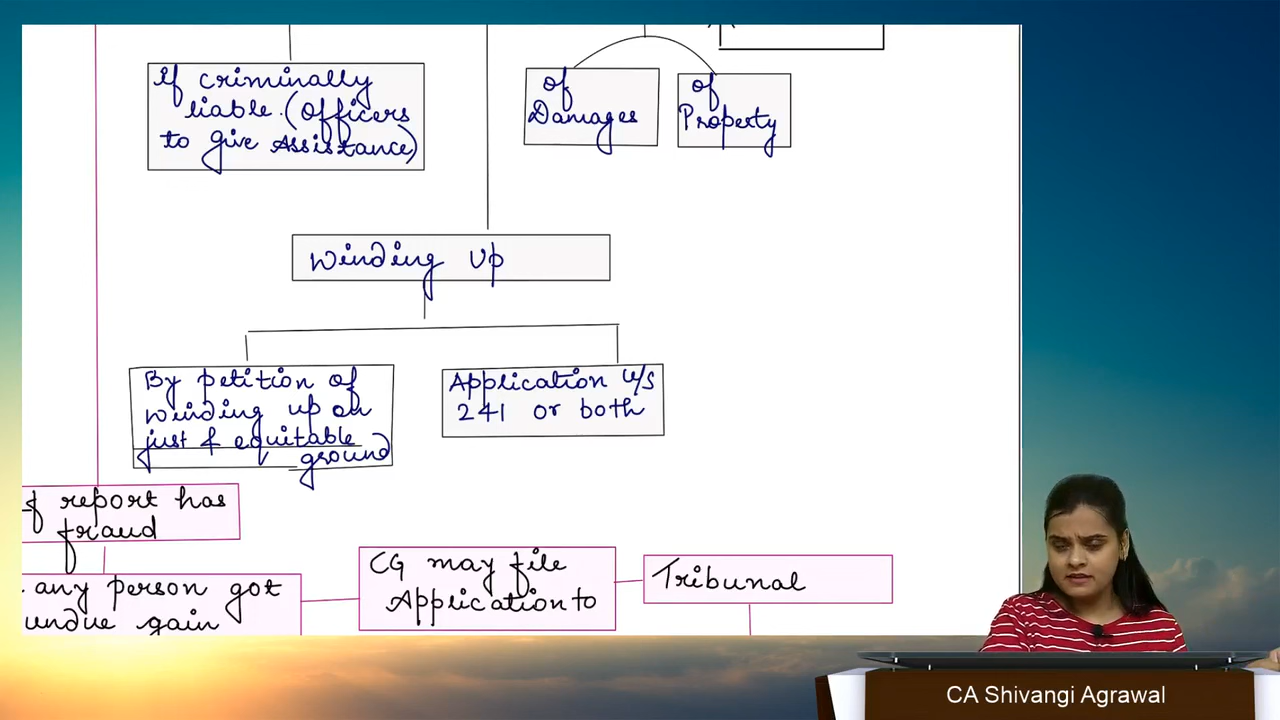 If criminally
liable. (Officers
to give Assistance)
of
Damages
of
Property
Winding Up
By petition of
winding up on
just & equitable
ground
Application u/s
241 or both
If report has
fraud
any person got
undue gain
CG may file
Application to
Tribunal
CA Shivangi Agrawal